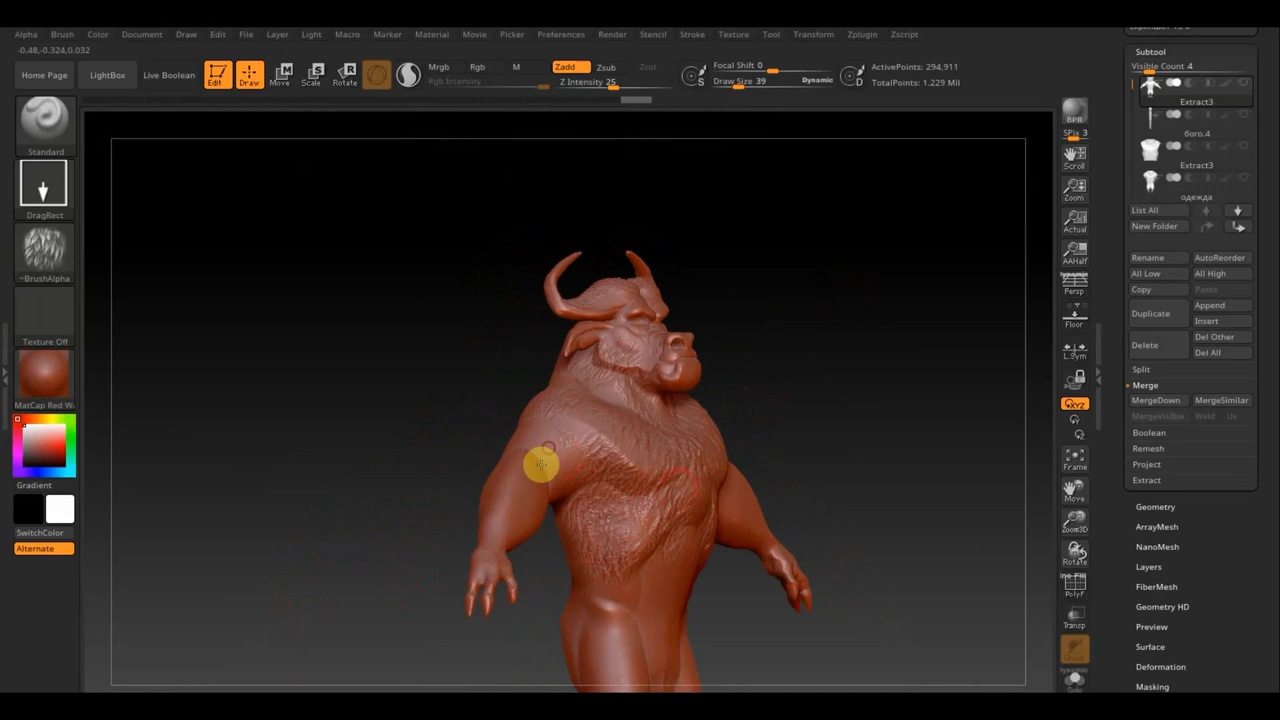 Alpha Brush Color Document Draw Edit File Layer Light Macro Marker Material Movie Picker Preferences Render Stencil Stroke Texture Tool Transform Zplugin Zscript
-0.48,-0.324,0.032
Home Page
LightBox
Live Boolean
Edit
Draw
Move
Scale
Rotate
Mrgb Rgb M
Rgb Intensity
Zadd Zsub Zcut
Z Intensity 25
S
Focal Shift 0
Draw Size 39 Dynamic
D
ActivePoints: 294,911
TotalPoints: 1.229 Mil
Standard
DragRect
~BrushAlpha
Texture Off
MatCap Red Wa
Gradient
SwitchColor
Alternate
BPR
SPix 3
Scroll
Zoom
Actual
AAHalf
Persp
Floor
L.Sym
XYZ
Y
Z
Frame
Move
Zoom3D
Rotate
PolyF
Transp
Solo
Subtool
Visible Count 4
Extract3
6oro.4
Extract3
одежда
List All
New Folder
Rename AutoReorder
All Low All High
Copy Paste
Duplicate Append
Insert
Delete Del Other
Del All
Split
Merge
MergeDown MergeSimilar
MergeVisible Weld Uv
Boolean
Remesh
Project
Extract
Geometry
ArrayMesh
NanoMesh
Layers
FiberMesh
Geometry HD
Preview
Surface
Deformation
Masking